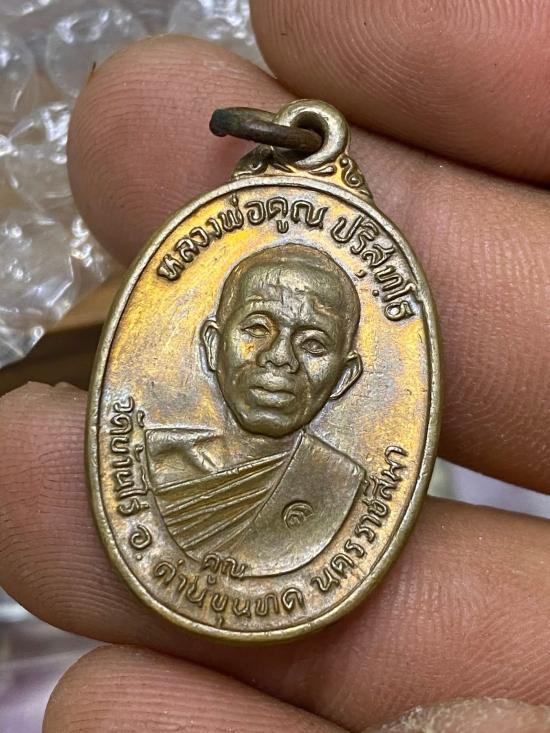 หลวงพ่อคูณ ปริสุทฺโธ
วัดบ้านไร่ อ. ด่านขุนทด นครราชสีมา
คูณ
๑